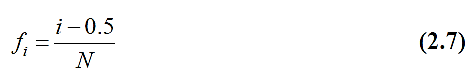 f_i = (i − 0.5) / N (2.7)